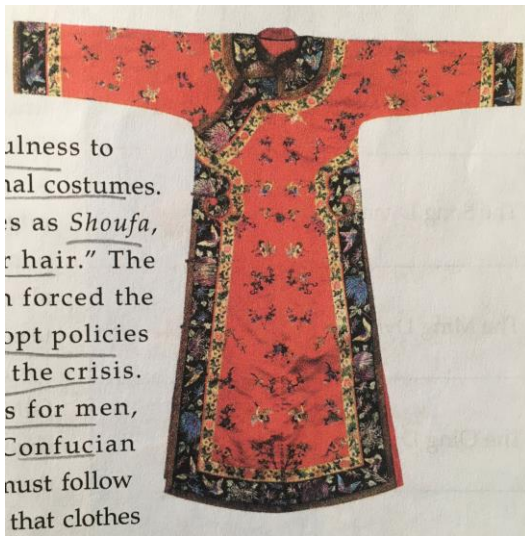 ulness to
nal costumes.
es as Shoufa,
r hair." The
n forced the
opt policies
the crisis.
s for men,
Confucian
must follow
that clothes